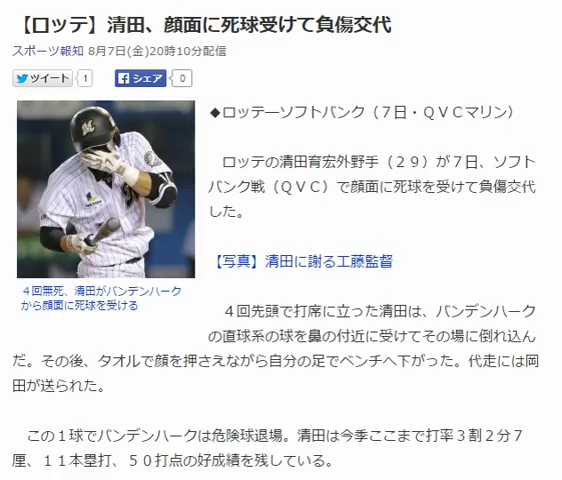 【ロッテ】清田、顔面に死球受けて負傷交代
スポーツ報知 8月7日(金)20時10分配信
ツイート 1 シェア 0
◆ロッテ―ソフトバンク（７日・ＱＶＣマリン）
ロッテの清田育宏外野手（２９）が７日、ソフト
バンク戦（ＱＶＣ）で顔面に死球を受けて負傷交代
した。
【写真】清田に謝る工藤監督
４回無死、清田がバンデンハーク
から顔面に死球を受ける
４回先頭で打席に立った清田は、バンデンハーク
の直球系の球を鼻の付近に受けてその場に倒れ込ん
だ。その後、タオルで顔を押さえながら自分の足でベンチへ下がった。代走には岡
田が送られた。
この１球でバンデンハークは危険球退場。清田は今季ここまで打率３割２分７
厘、１１本塁打、５０打点の好成績を残している。